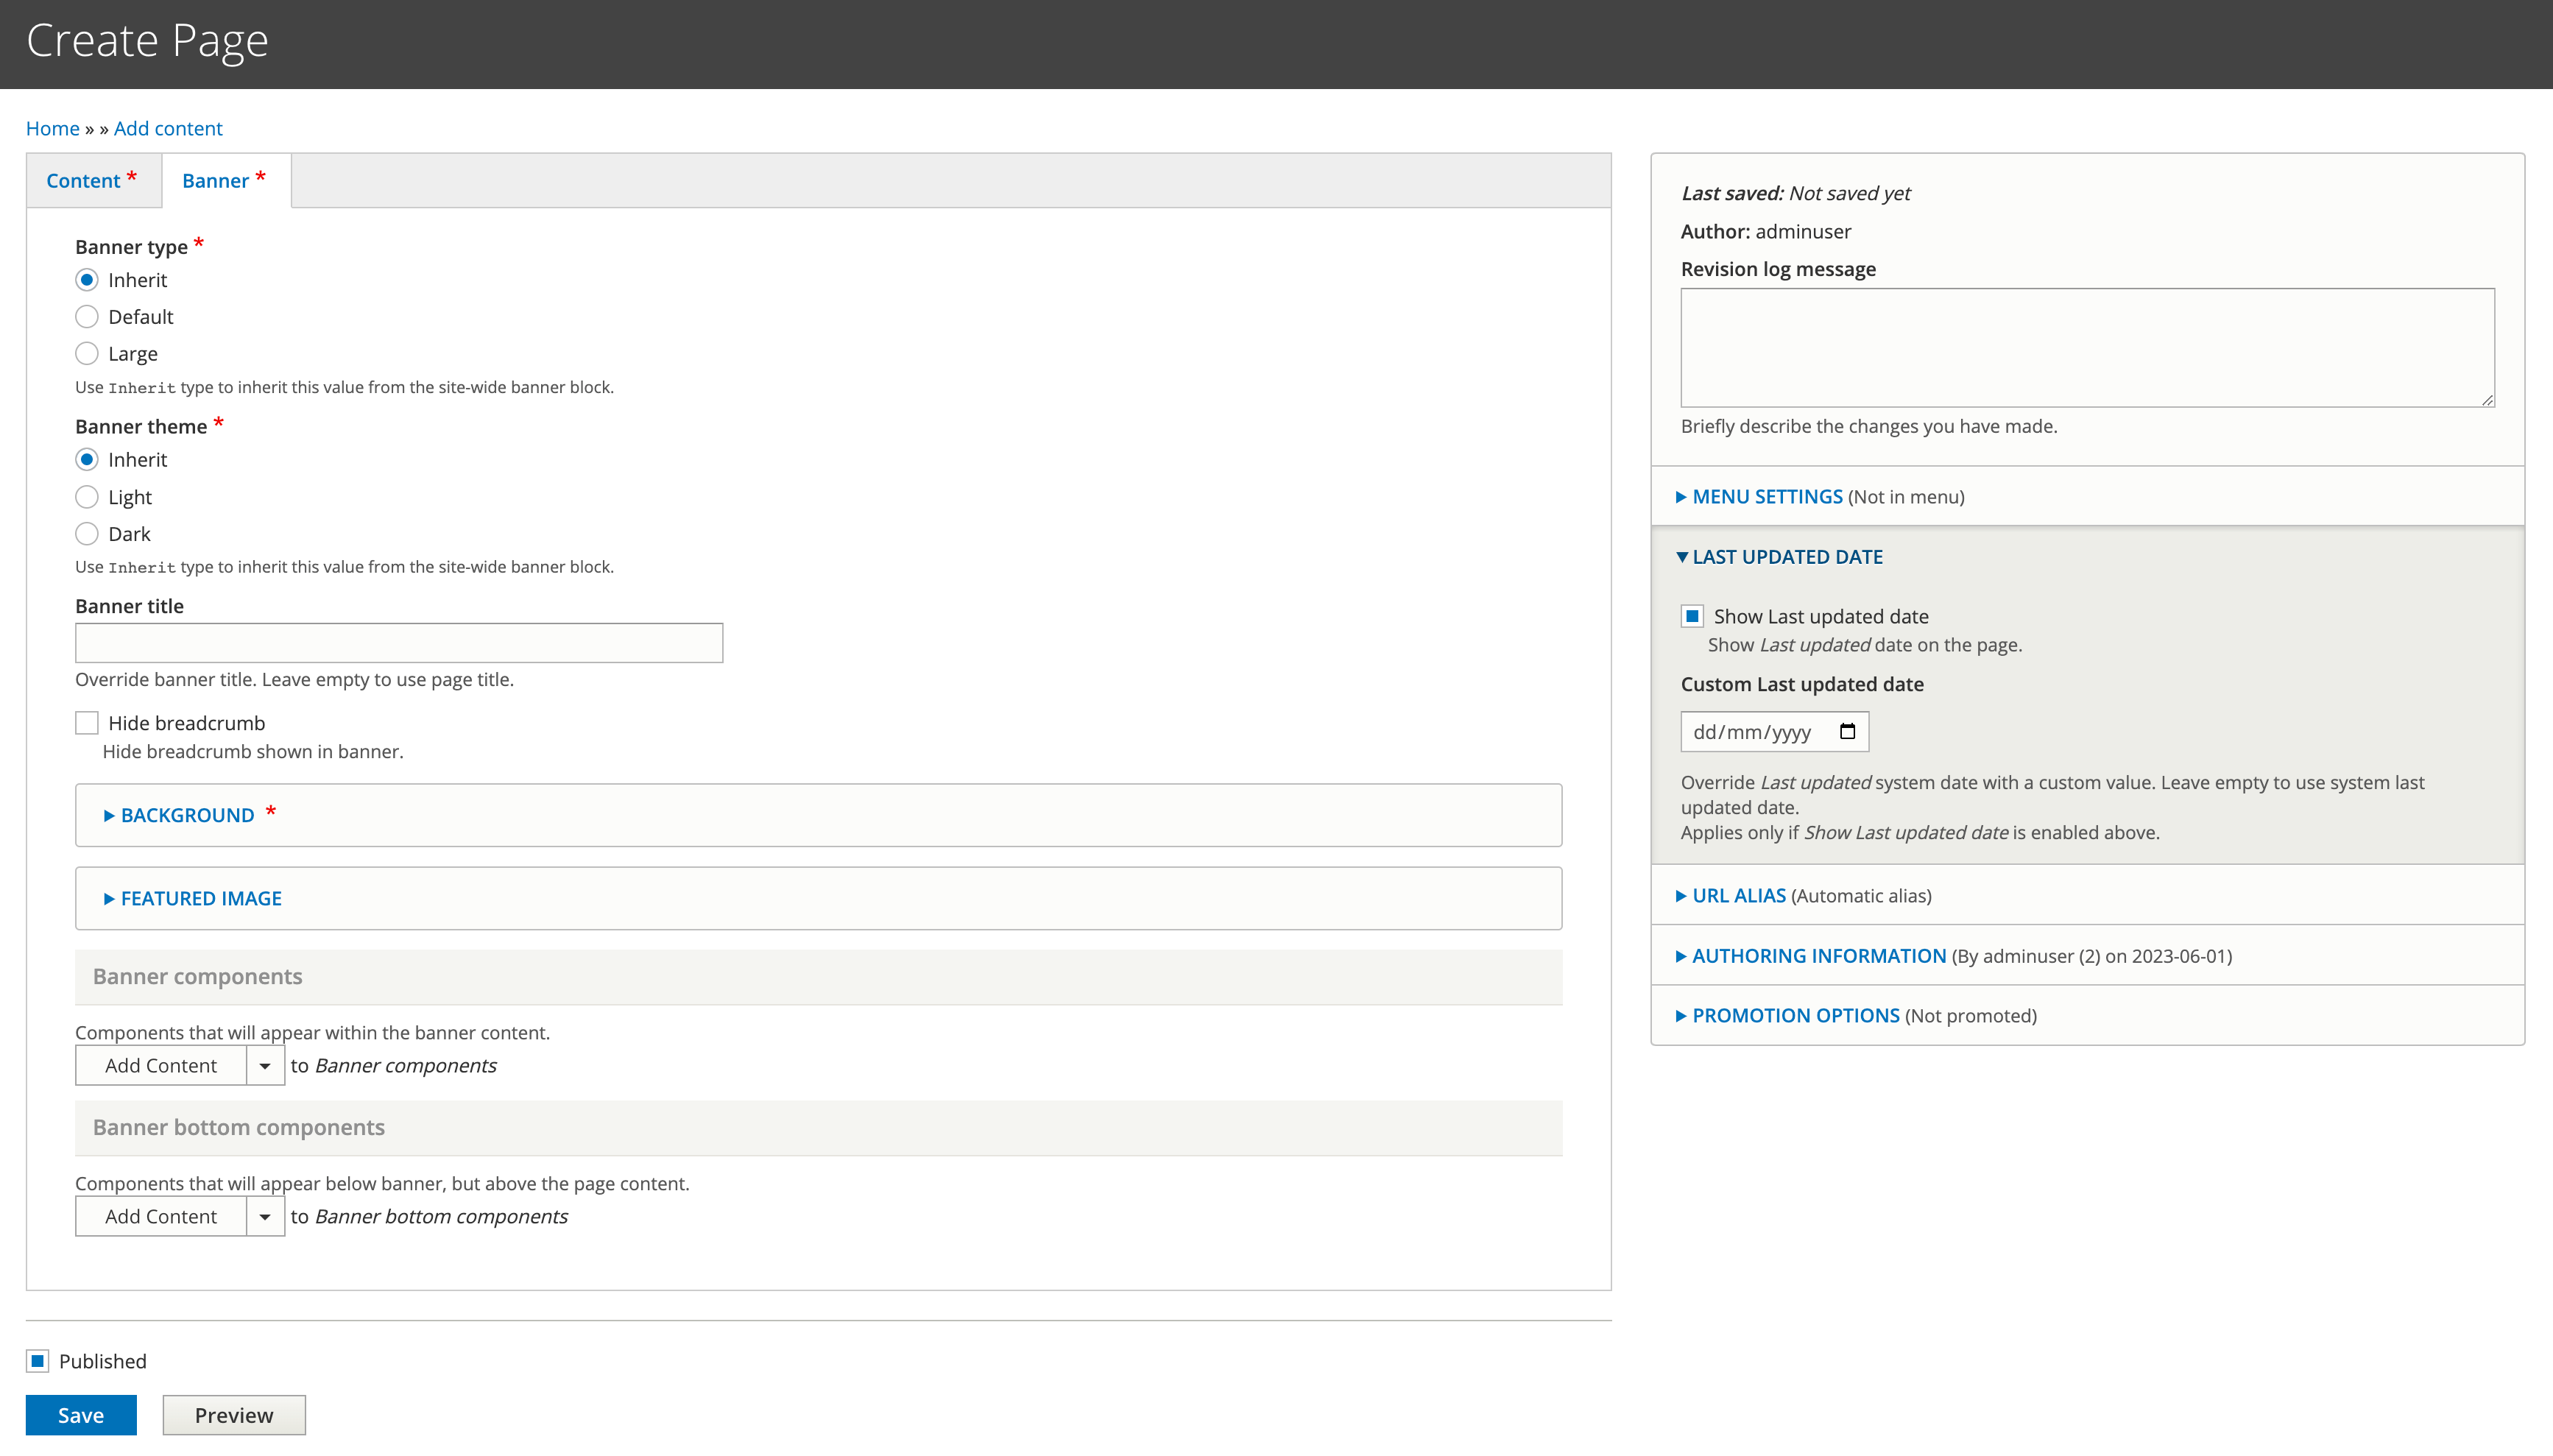 Create Page
Home » » Add content
Content *
Banner *
Banner type *
Inherit
Default
Large
Use Inherit type to inherit this value from the site-wide banner block.
Banner theme *
Inherit
Light
Dark
Use Inherit type to inherit this value from the site-wide banner block.
Banner title
Override banner title. Leave empty to use page title.
Hide breadcrumb
Hide breadcrumb shown in banner.
BACKGROUND *
FEATURED IMAGE
Banner components
Components that will appear within the banner content.
Add Content to Banner components
Banner bottom components
Components that will appear below banner, but above the page content.
Add Content to Banner bottom components
Published
Save
Preview
Last saved: Not saved yet
Author: adminuser
Revision log message
Briefly describe the changes you have made.
MENU SETTINGS (Not in menu)
LAST UPDATED DATE
Show Last updated date
Show Last updated date on the page.
Custom Last updated date
dd/mm/yyyy
Override Last updated system date with a custom value. Leave empty to use system last
updated date.
Applies only if Show Last updated date is enabled above.
URL ALIAS (Automatic alias)
AUTHORING INFORMATION (By adminuser (2) on 2023-06-01)
PROMOTION OPTIONS (Not promoted)